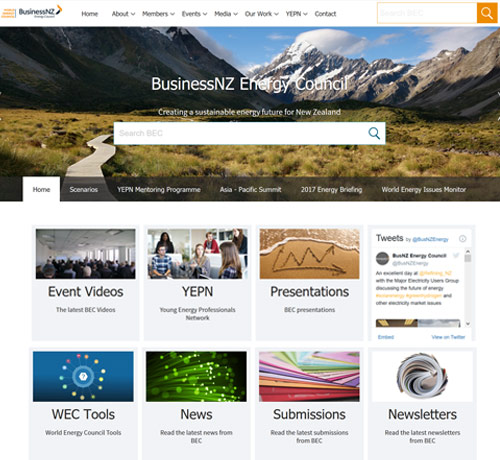 BusinessNZ
Energy Council
Home About Members Events Media Our Work YEPN Contact
BusinessNZ Energy Council
Creating a sustainable energy future for New Zealand
Search BEC
Home Scenarios YEPN Mentoring Programme Asia - Pacific Summit 2017 Energy Briefing World Energy Issues Monitor
Event Videos
The latest BEC Videos
YEPN
Young Energy Professionals
Network
Presentations
BEC presentations
Tweets by @BusNZEnergy
BusNZ Energy Council
@BusNZEnergy
An excellent day at @Refining_NZ
with the Major Electricity Users Group
discussing the future of energy
#solarenergy #greenhydrogen and
other electricity market issues
Embed View on Twitter
WEC Tools
World Energy Council Tools
News
Read the latest news from
BEC
Submissions
Read the latest submissions
from BEC
Newsletters
Read the latest newsletters
from BEC